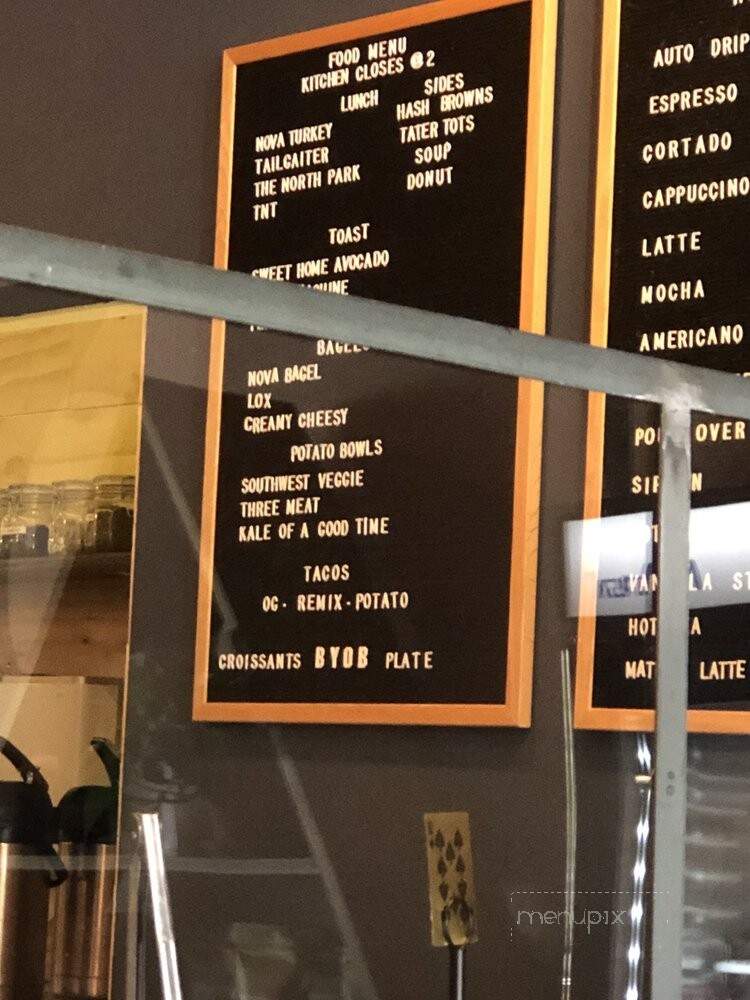 FOOD MENU
KITCHEN CLOSES @ 2
LUNCH
NOVA TURKEY
TAILGAITER
THE NORTH PARK
TNT
SIDES
HASH BROWNS
TATER TOTS
SOUP
DONUT
TOAST
SWEET HOME AVOCADO
BAGELS
NOVA BAGEL
LOX
CREAMY CHEESY
POTATO BOWLS
SOUTHWEST VEGGIE
THREE MEAT
KALE OF A GOOD TIME
TACOS
OG · REMIX · POTATO
CROISSANTS BYOB PLATE
AUTO DRIP
ESPRESSO
CORTADO
CAPPUCCINO
LATTE
MOCHA
AMERICANO
OVER
LATTE
menupix